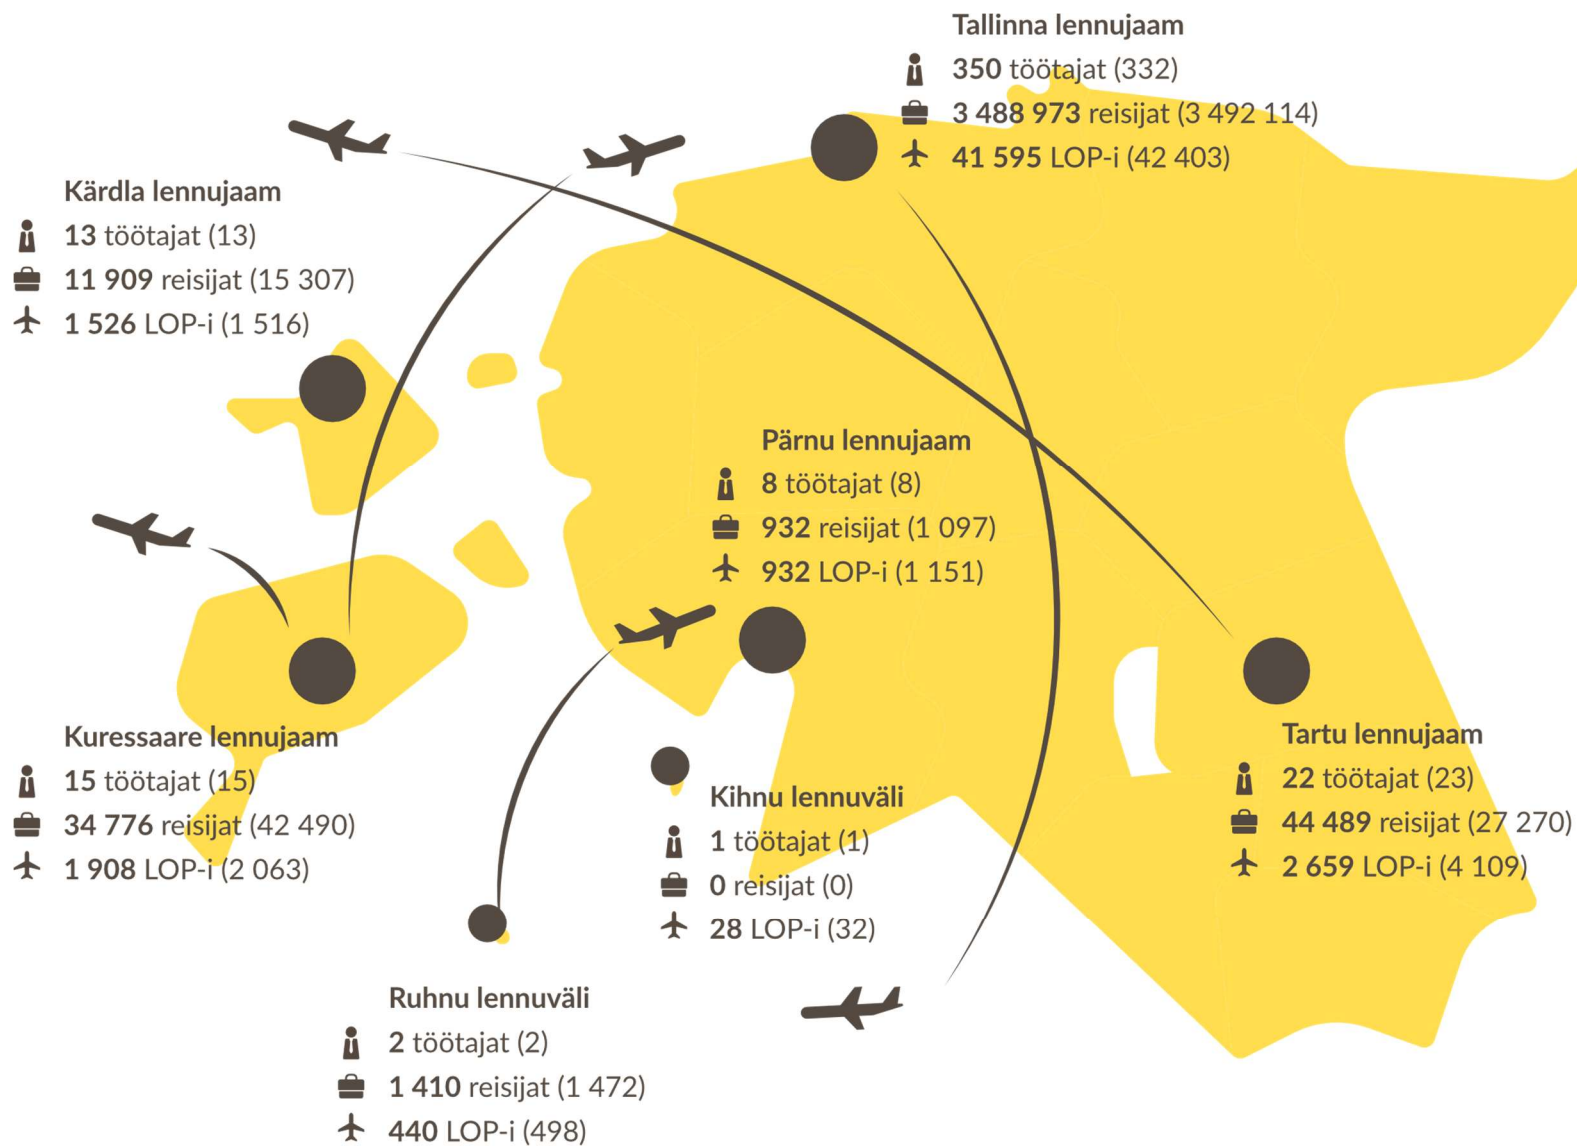 Tallinna lennujaam
350 töötajat (332)
3 488 973 reisijat (3 492 114)
41 595 LOP-i (42 403)
Kärdla lennujaam
13 töötajat (13)
11 909 reisijat (15 307)
1 526 LOP-i (1 516)
Pärnu lennujaam
8 töötajat (8)
932 reisijat (1 097)
932 LOP-i (1 151)
Kuressaare lennujaam
15 töötajat (15)
34 776 reisijat (42 490)
1 908 LOP-i (2 063)
Kihnu lennuväli
1 töötajat (1)
0 reisijat (0)
28 LOP-i (32)
Tartu lennujaam
22 töötajat (23)
44 489 reisijat (27 270)
2 659 LOP-i (4 109)
Ruhnu lennuväli
2 töötajat (2)
1 410 reisijat (1 472)
440 LOP-i (498)